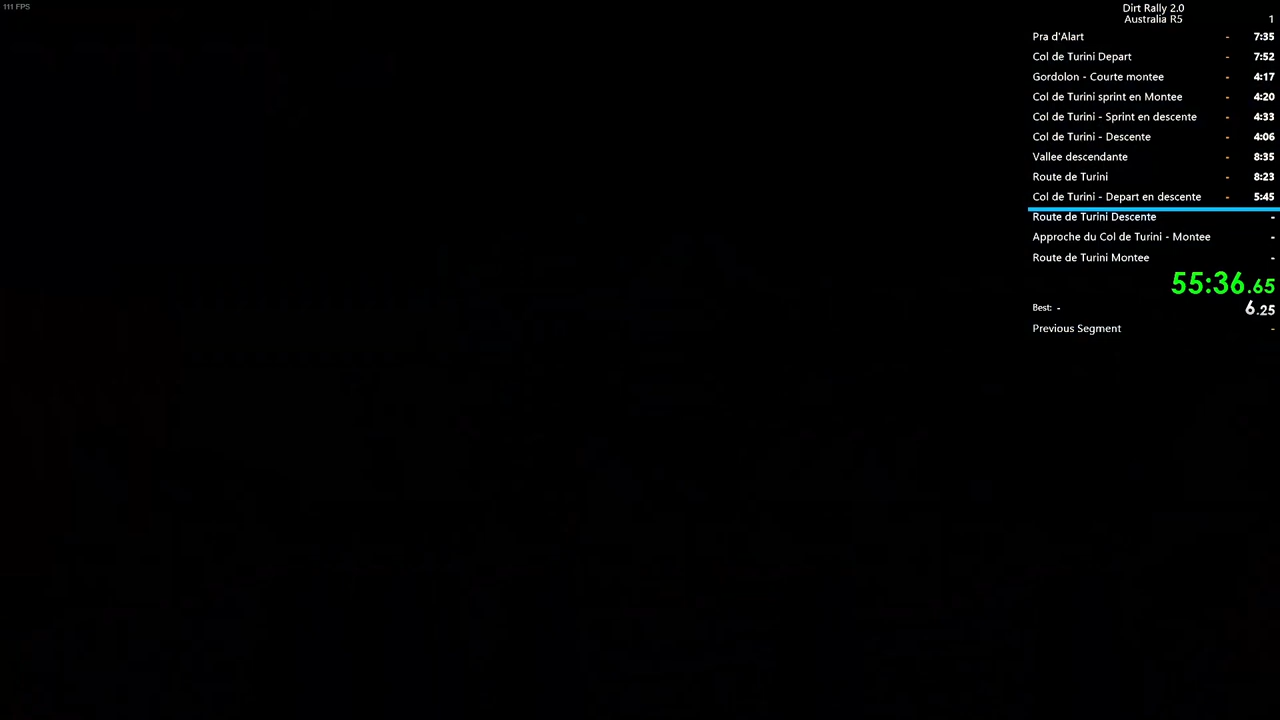 111 FPS
Dirt Rally 2.0
Australia R5 1
Pra d'Alart - 7:35
Col de Turini Depart - 7:52
Gordolon - Courte montee - 4:17
Col de Turini sprint en Montee - 4:20
Col de Turini - Sprint en descente - 4:33
Col de Turini - Descente - 4:06
Vallee descendante - 8:35
Route de Turini - 8:23
Col de Turini - Depart en descente - 5:45
Route de Turini Descente -
Approche du Col de Turini - Montee -
Route de Turini Montee -
55:36.65
Best: - 6.25
Previous Segment -